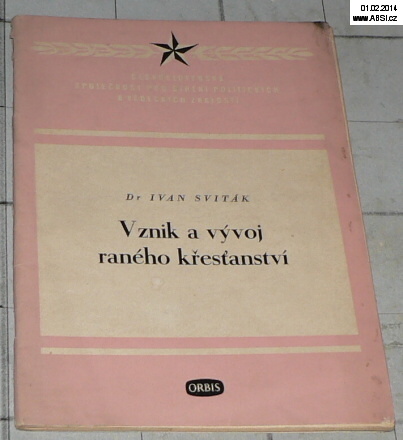 01.02.2014
www.ABSI.cz
ČESKOSLOVENSKÁ
SPOLEČNOST PRO ŠÍŘENÍ POLITICKÝCH
A VĚDECKÝCH ZNALOSTÍ
Dr IVAN SVITÁK
Vznik a vývoj
raného křesťanství
ORBIS